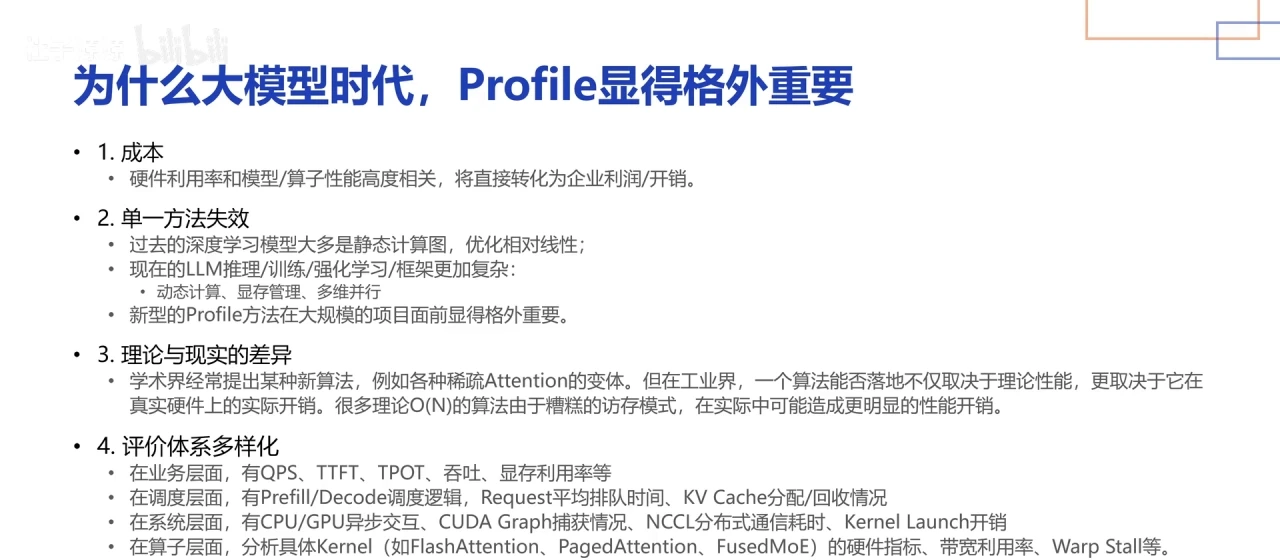 bilibili
为什么大模型时代，Profile显得格外重要
• 1. 成本
• 硬件利用率和模型/算子性能高度相关，将直接转化为企业利润/开销。
• 2. 单一方法失效
• 过去的深度学习模型大多是静态计算图，优化相对线性；
• 现在的LLM推理/训练/强化学习/框架更加复杂：
• 动态计算、显存管理、多维并行
• 新型的Profile方法在大规模的项目面前显得格外重要。
• 3. 理论与现实的差异
• 学术界经常提出某种新算法，例如各种稀疏Attention的变体。但在工业界，一个算法能否落地不仅取决于理论性能，更取决于它在
真实硬件上的实际开销。很多理论O(N)的算法由于糟糕的访存模式，在实际中可能造成更明显的性能开销。
• 4. 评价体系多样化
• 在业务层面，有QPS、TTFT、TPOT、吞吐、显存利用率等
• 在调度层面，有Prefill/Decode调度逻辑，Request平均排队时间、KV Cache分配/回收情况
• 在系统层面，有CPU/GPU异步交互、CUDA Graph捕获情况、NCCL分布式通信耗时、Kernel Launch开销
• 在算子层面，分析具体Kernel（如FlashAttention、PagedAttention、FusedMoE）的硬件指标、带宽利用率、Warp Stall等。